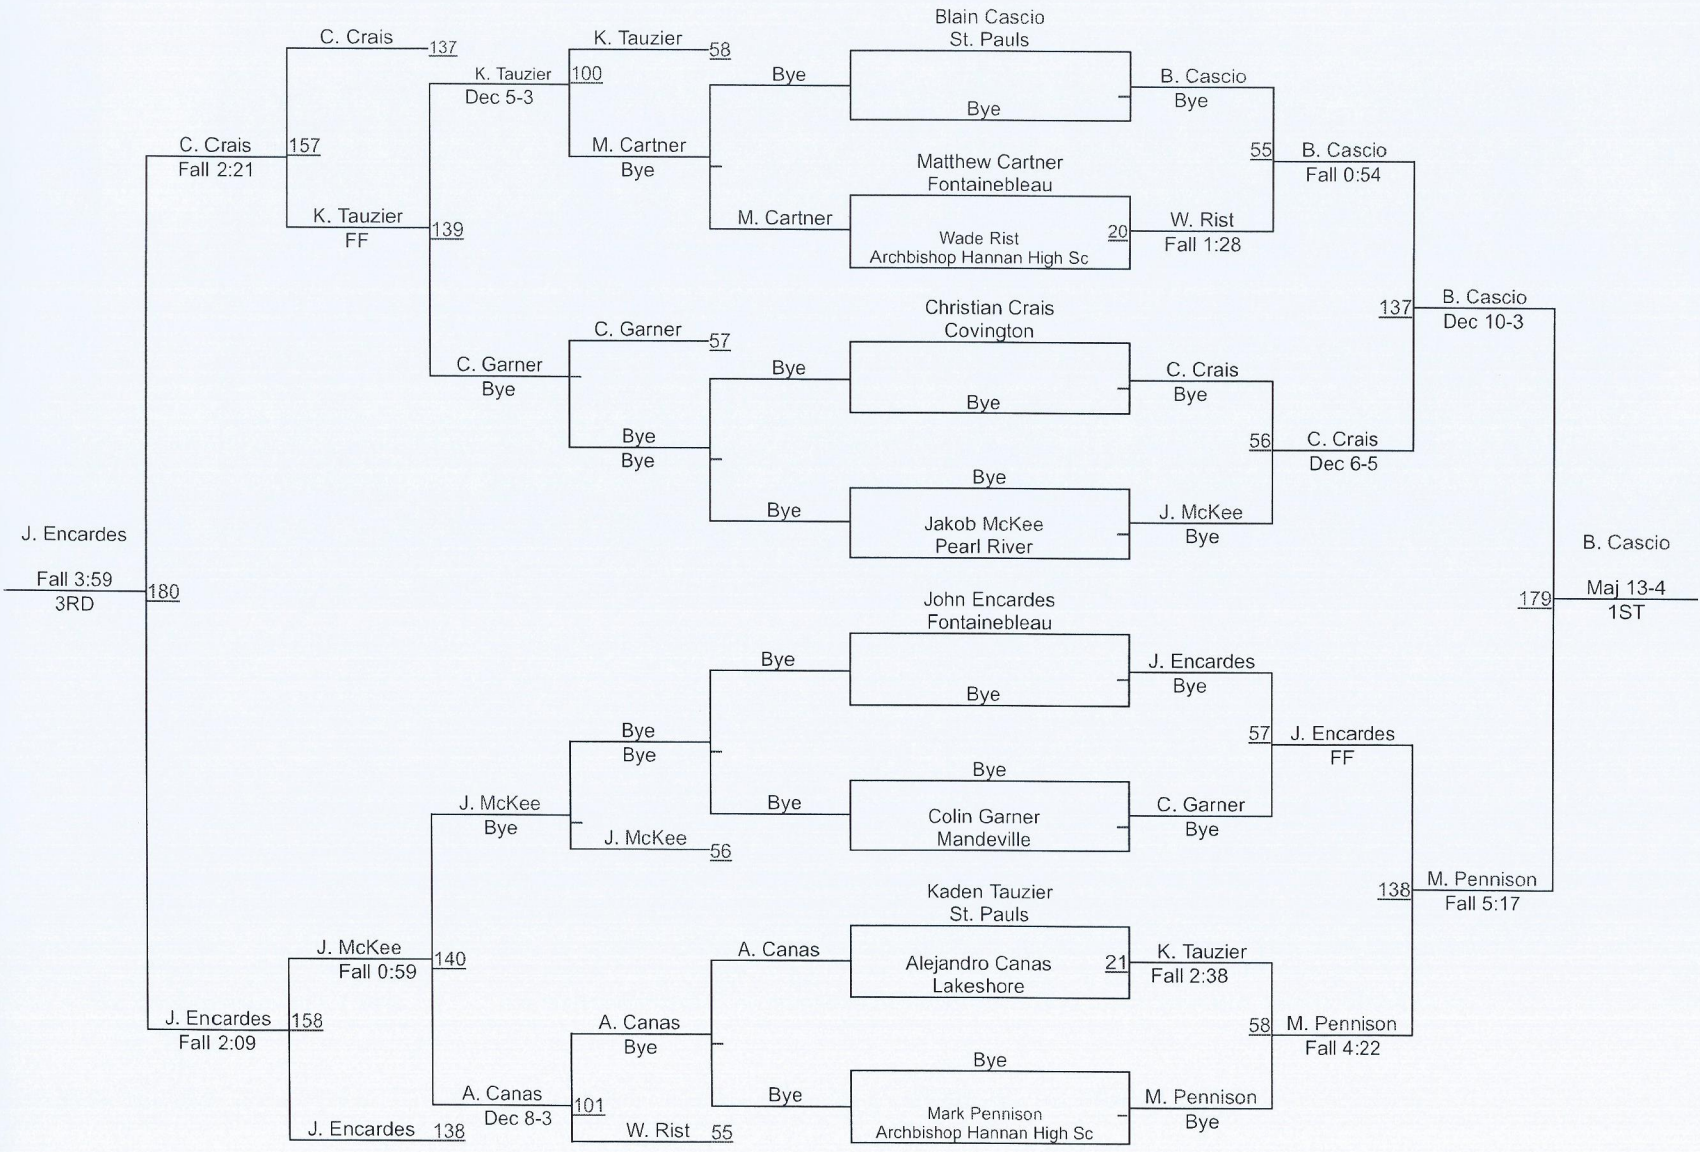 Blain Cascio
St. Pauls
C. Crais
137
K. Tauzier
58
K. Tauzier
100
Dec 5-3
Bye
Bye
B. Cascio
Bye
C. Crais
157
Fall 2:21
M. Cartner
Bye
Matthew Cartner
Fontainebleau
55
B. Cascio
Fall 0:54
K. Tauzier
FF
139
M. Cartner
Wade Rist
Archbishop Hannan High Sc
20
W. Rist
Fall 1:28
Christian Crais
Covington
137
B. Cascio
Dec 10-3
C. Garner
57
C. Garner
Bye
Bye
Bye
C. Crais
Bye
Bye
Bye
56
C. Crais
Dec 6-5
Bye
Bye
Jakob McKee
Pearl River
J. McKee
Bye
J. Encardes
Fall 3:59
3RD
180
B. Cascio
179
Maj 13-4
1ST
John Encardes
Fontainebleau
Bye
Bye
J. Encardes
Bye
Bye
Bye
57
J. Encardes
FF
J. McKee
Bye
Bye
Bye
Colin Garner
Mandeville
C. Garner
Bye
J. McKee
56
Kaden Tauzier
St. Pauls
138
M. Pennison
Fall 5:17
J. McKee
Fall 0:59
140
A. Canas
Alejandro Canas
Lakeshore
21
K. Tauzier
Fall 2:38
J. Encardes
158
Fall 2:09
A. Canas
Bye
58
M. Pennison
Fall 4:22
Bye
A. Canas
101
Dec 8-3
Bye
Mark Pennison
Archbishop Hannan High Sc
M. Pennison
Bye
J. Encardes
138
W. Rist
55